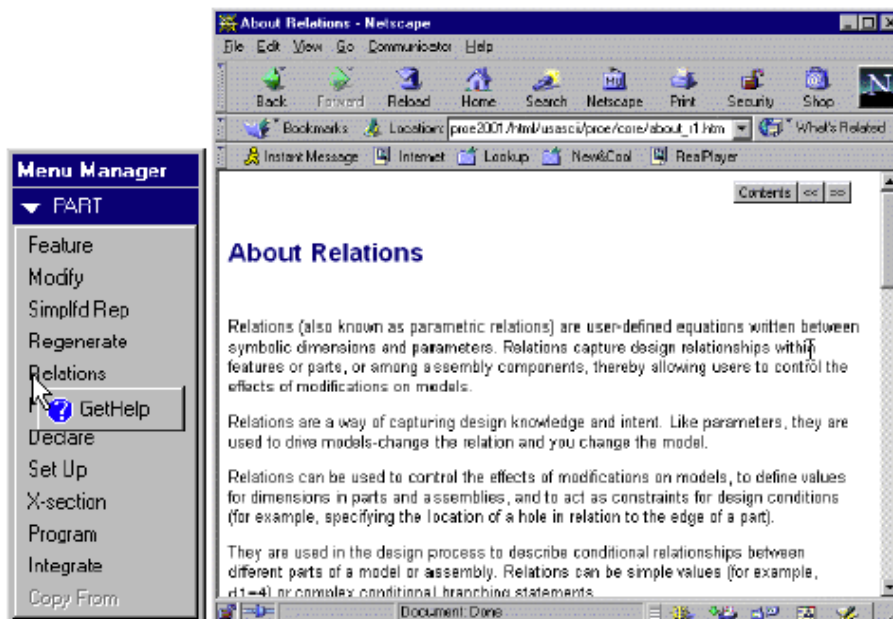 Menu Manager
PART
Feature
Modify
Simplfd Rep
Regenerate
Relations
GetHelp
Declare
Set Up
X-section
Program
Integrate
Copy From
About Relations - Netscape
File Edit View Go Communicator Help
Back Forward Reload Home Search Netscape Print Security Shop N
Bookmarks Location: proe2001/html/usascii/proe/core/about_r1.htm What's Related
Instant Message Internet Lookup New&Cool RealPlayer
Contents << >>
About Relations
Relations (also known as parametric relations) are user-defined equations written between
symbolic dimensions and parameters. Relations capture design relationships within
features or parts, or among assembly components, thereby allowing users to control the
effects of modifications on models.
Relations are a way of capturing design knowledge and intent. Like parameters, they are
used to drive models-change the relation and you change the model.
Relations can be used to control the effects of modifications on models, to define values
for dimensions in parts and assemblies, and to act as constraints for design conditions
(for example, specifying the location of a hole in relation to the edge of a part).
They are used in the design process to describe conditional relationships between
different parts of a model or assembly. Relations can be simple values (for example,
d1=4) or complex conditional branching statements.
Document: Done